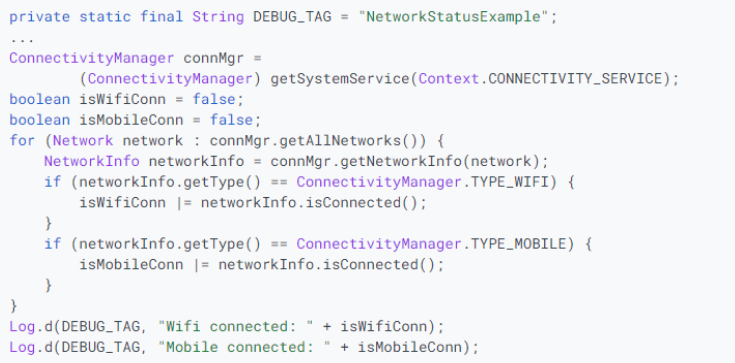 private static final String DEBUG_TAG = "NetworkStatusExample";
...
ConnectivityManager connMgr =
        (ConnectivityManager) getSystemService(Context.CONNECTIVITY_SERVICE);
boolean isWifiConn = false;
boolean isMobileConn = false;
for (Network network : connMgr.getAllNetworks()) {
    NetworkInfo networkInfo = connMgr.getNetworkInfo(network);
    if (networkInfo.getType() == ConnectivityManager.TYPE_WIFI) {
        isWifiConn |= networkInfo.isConnected();
    }
    if (networkInfo.getType() == ConnectivityManager.TYPE_MOBILE) {
        isMobileConn |= networkInfo.isConnected();
    }
}
Log.d(DEBUG_TAG, "Wifi connected: " + isWifiConn);
Log.d(DEBUG_TAG, "Mobile connected: " + isMobileConn);